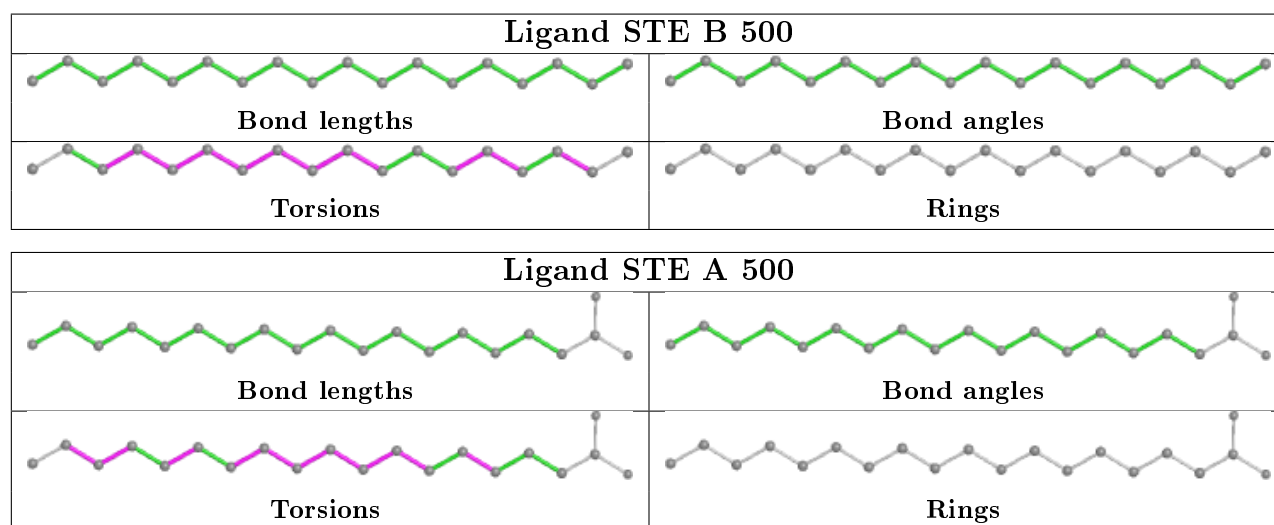 Ligand STE B 500
Bond lengths
Bond angles
Torsions
Rings
Ligand STE A 500
Bond lengths
Bond angles
Torsions
Rings